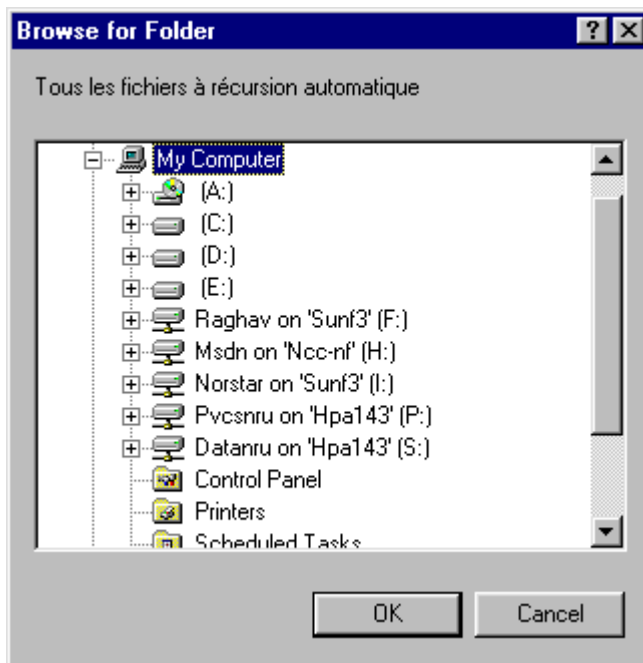 Browse for Folder
Tous les fichiers à récursion automatique
My Computer
(A:)
(C:)
(D:)
(E:)
Raghav on 'Sunf3' (F:)
Msdn on 'Ncc-nf' (H:)
Norstar on 'Sunf3' (I:)
Pvcsnru on 'Hpa143' (P:)
Datanru on 'Hpa143' (S:)
Control Panel
Printers
Scheduled Tasks
OK
Cancel